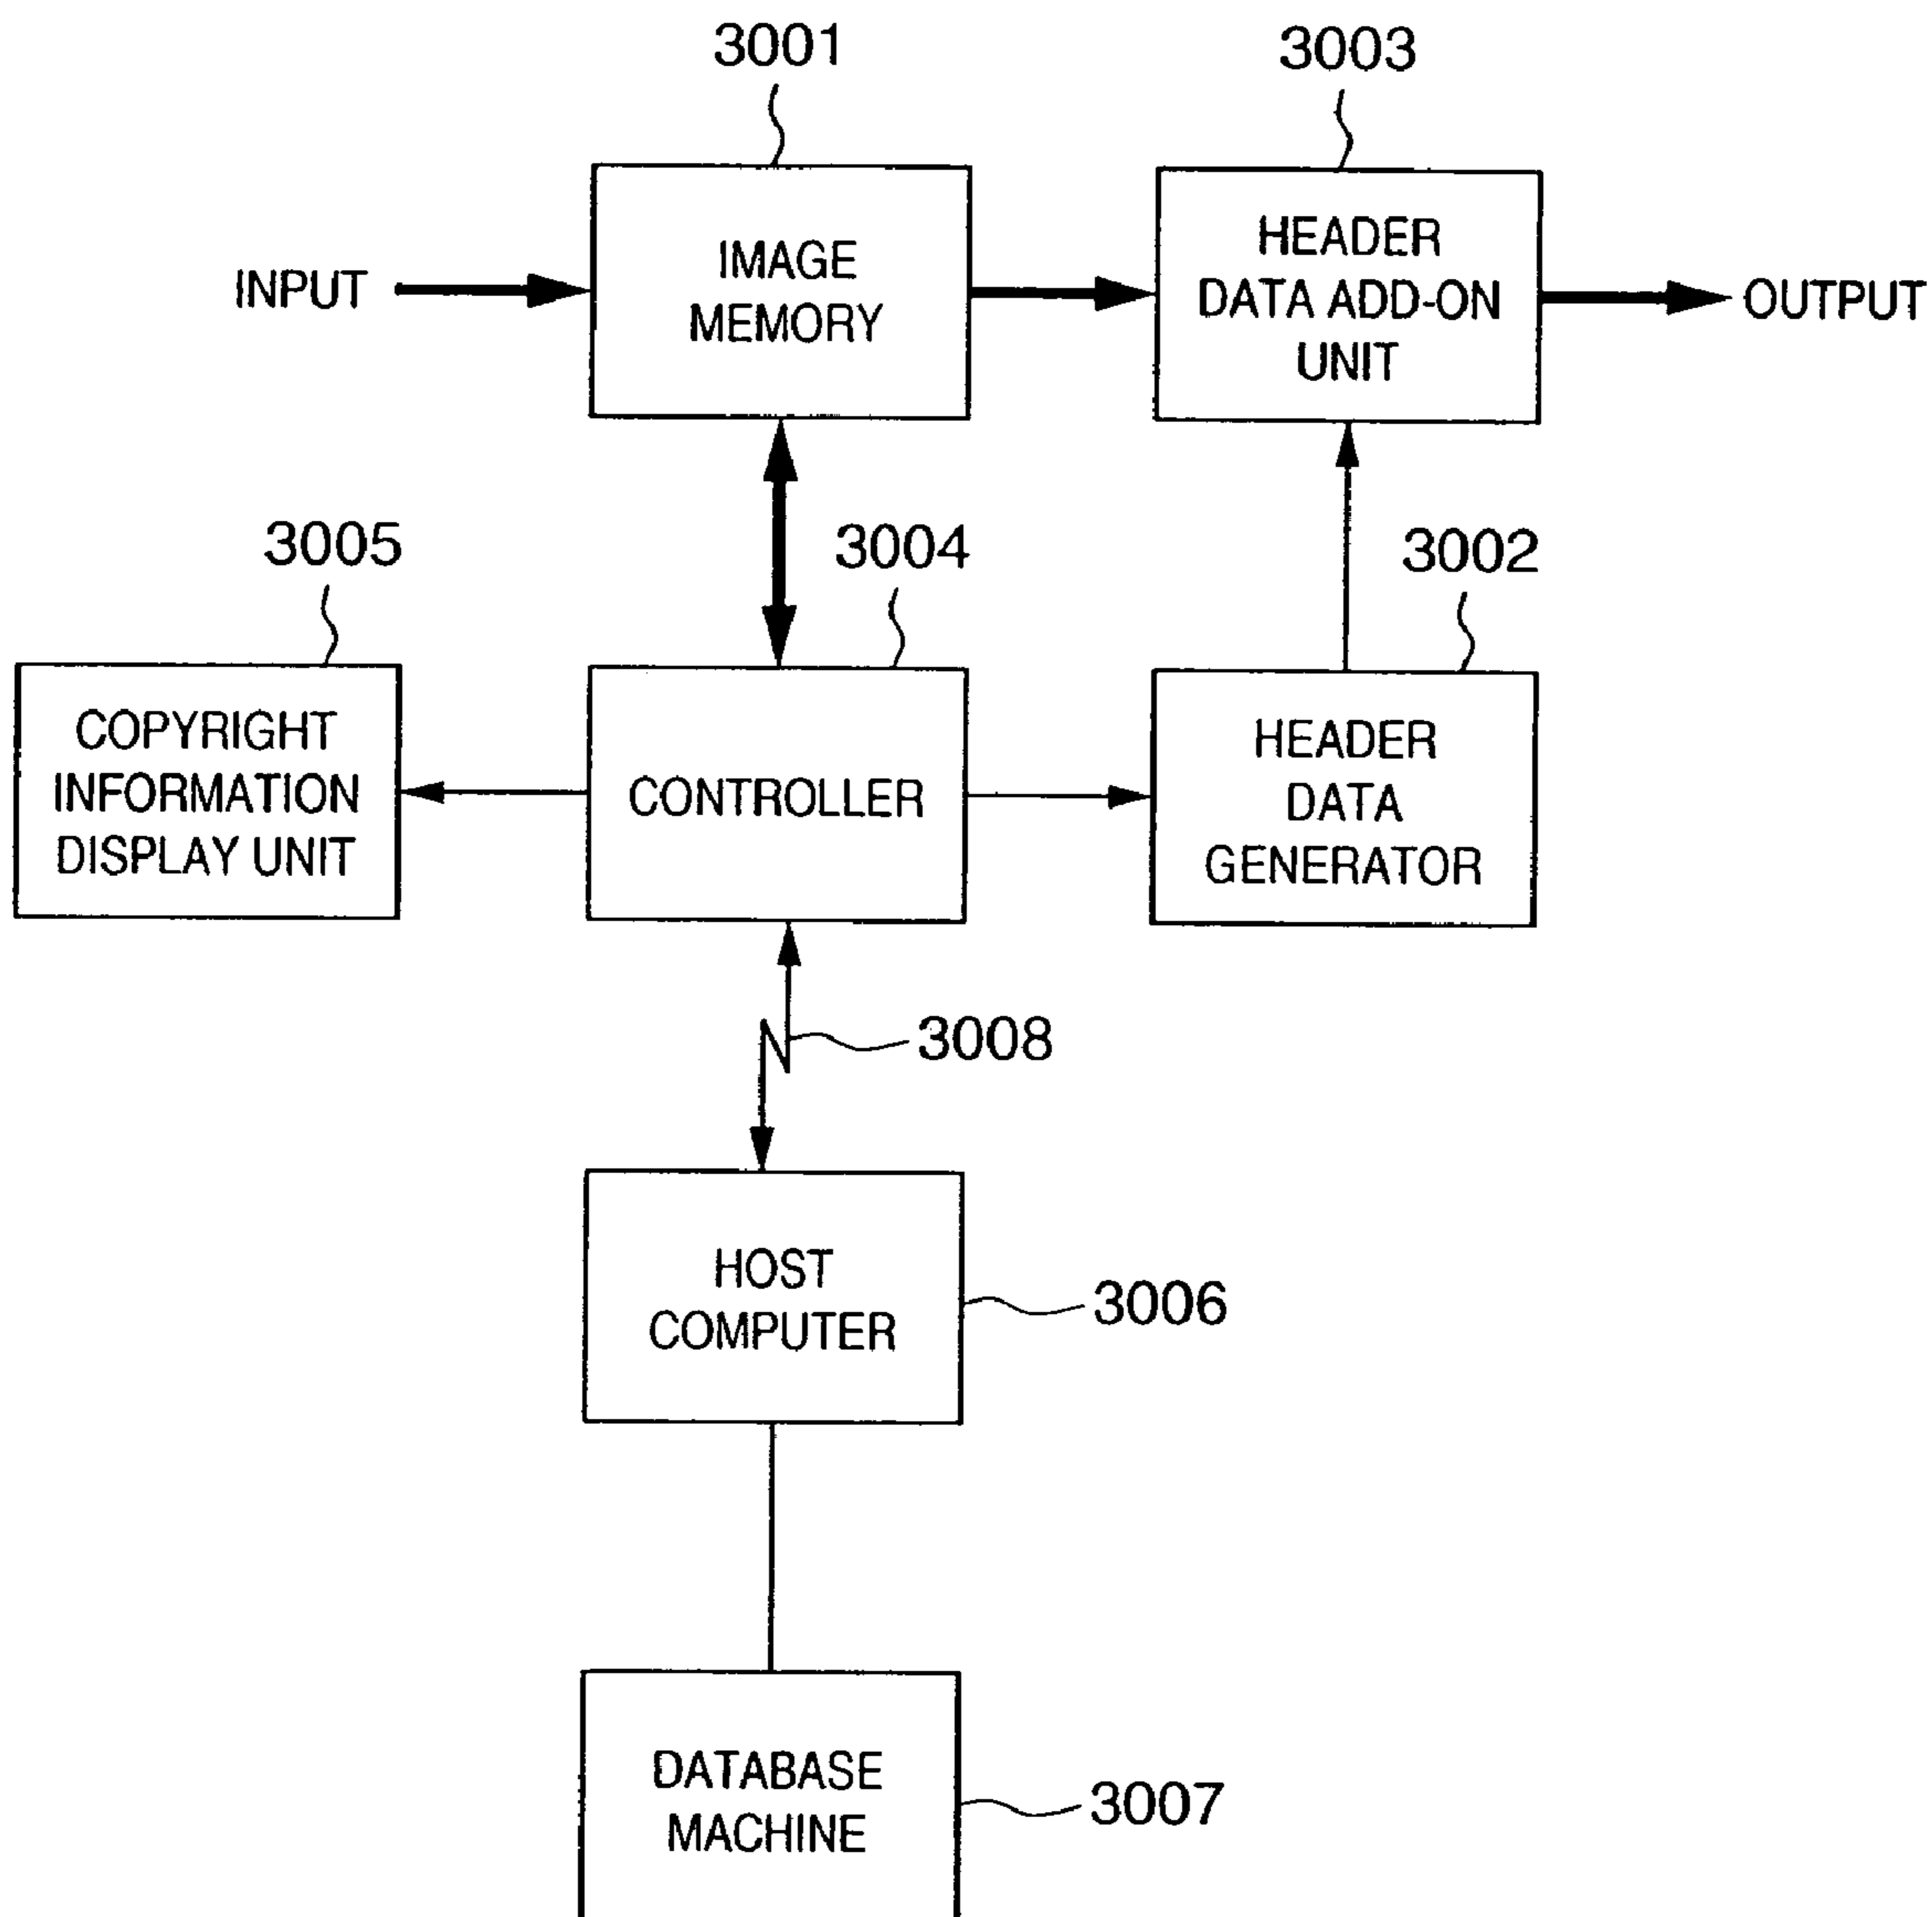 3001
3003
INPUT
IMAGE
MEMORY
HEADER
DATA ADD-ON
UNIT
OUTPUT
3005
3004
3002
COPYRIGHT
INFORMATION
DISPLAY UNIT
CONTROLLER
HEADER
DATA
GENERATOR
3008
HOST
COMPUTER
3006
DATABASE
MACHINE
3007